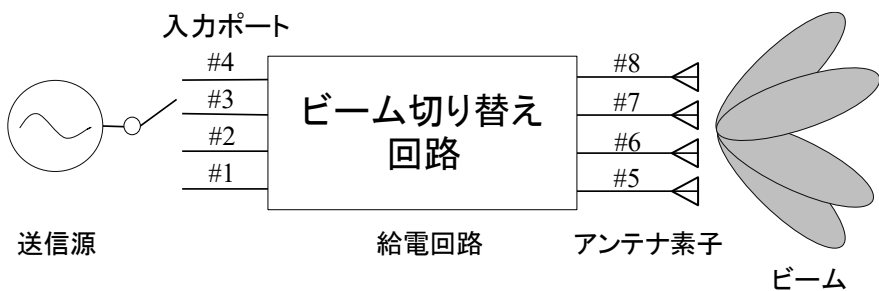 入力ポート
#4
#3
#2
#1
ビーム切り替え
回路
#8
#7
#6
#5
送信源
給電回路
アンテナ素子
ビーム